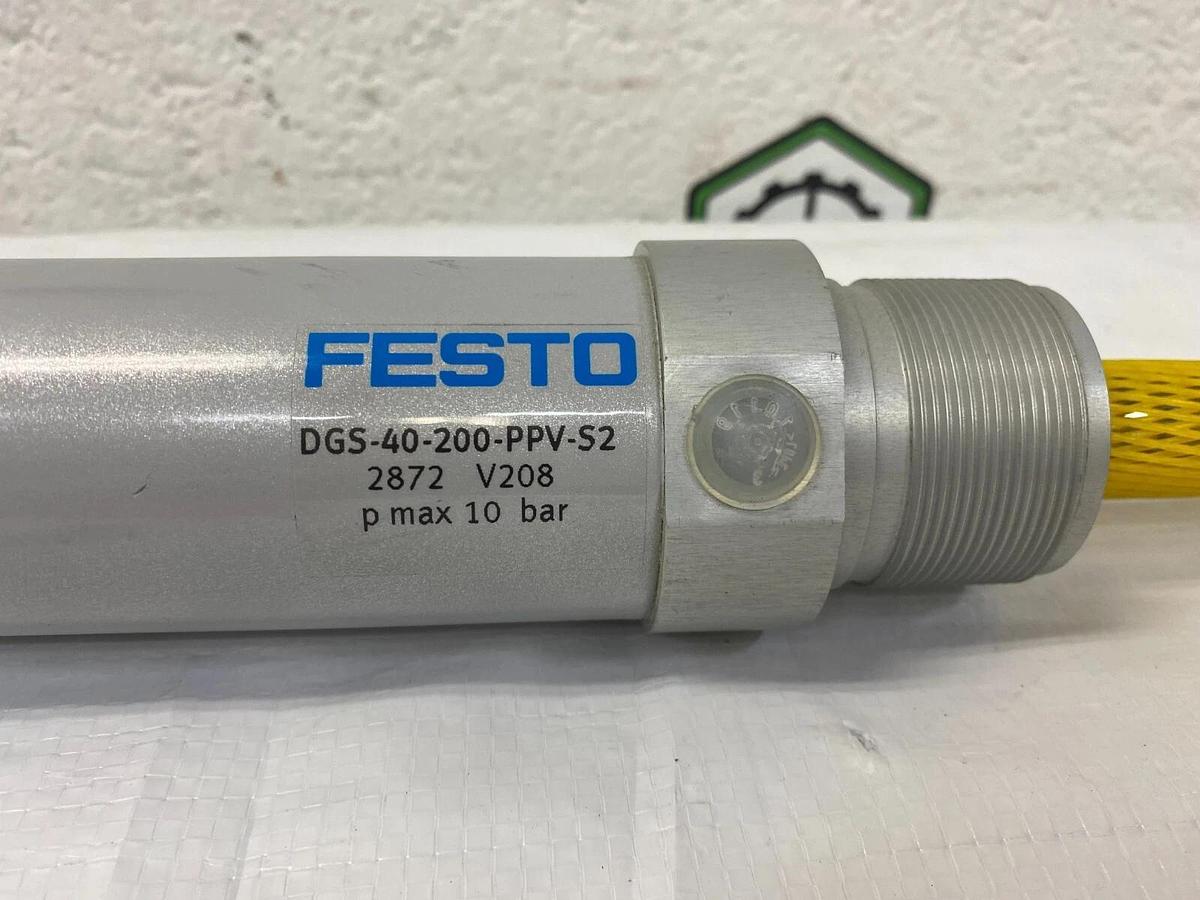 FESTO
DGS-40-200-PPV-S2
2872 V208
p max 10 bar